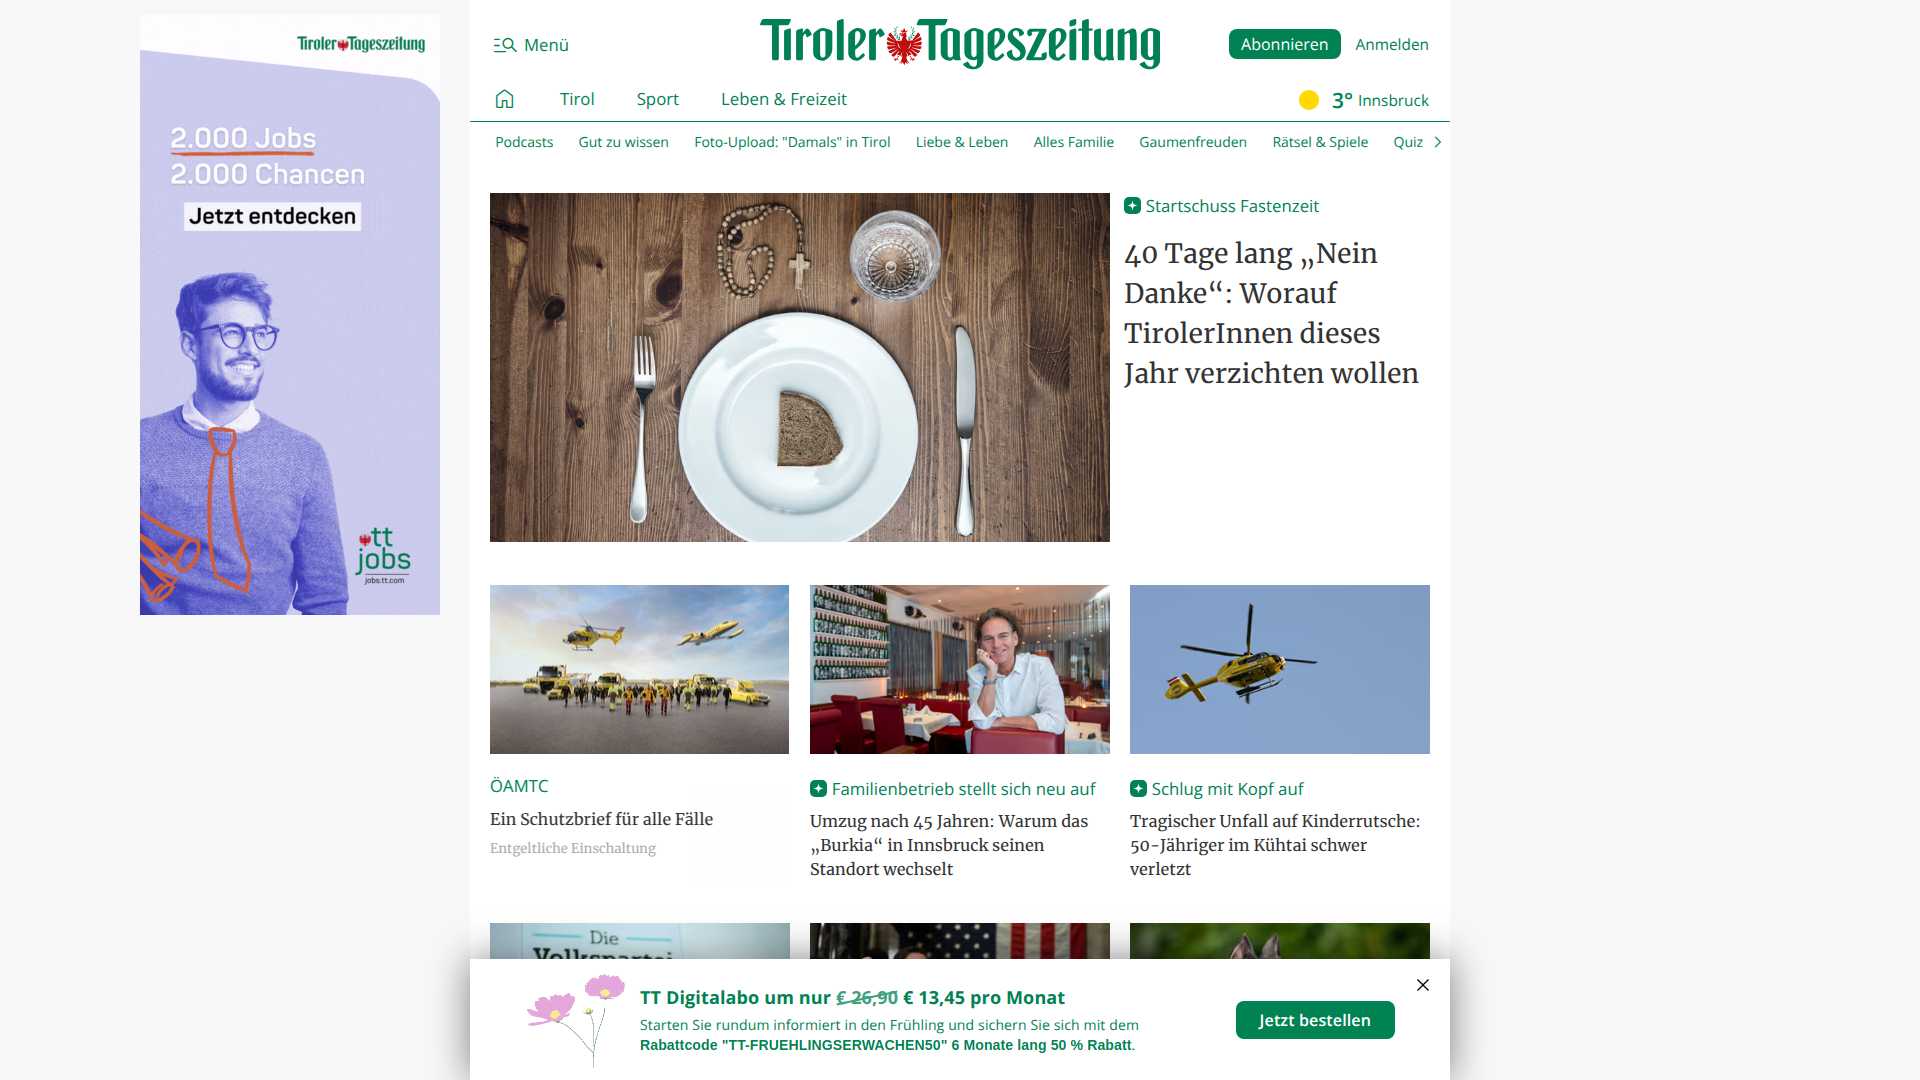 Tiroler Tageszeitung
2.000 Jobs
2.000 Chancen
Jetzt entdecken
tt
jobs
jobs.tt.com
Menü
Tiroler Tageszeitung
Abonnieren
Anmelden
Tirol
Sport
Leben & Freizeit
3° Innsbruck
Podcasts
Gut zu wissen
Foto-Upload: "Damals" in Tirol
Liebe & Leben
Alles Familie
Gaumenfreuden
Rätsel & Spiele
Quiz
Startschuss Fastenzeit
40 Tage lang „Nein
Danke“: Worauf
TirolerInnen dieses
Jahr verzichten wollen
ÖAMTC
Ein Schutzbrief für alle Fälle
Entgeltliche Einschaltung
Familienbetrieb stellt sich neu auf
Umzug nach 45 Jahren: Warum das
„Burkia“ in Innsbruck seinen
Standort wechselt
Schlug mit Kopf auf
Tragischer Unfall auf Kinderrutsche:
50-Jähriger im Kühtai schwer
verletzt
Die
Volkspartei
TT Digitalabo um nur € 26,90 € 13,45 pro Monat
Starten Sie rundum informiert in den Frühling und sichern Sie sich mit dem
Rabattcode "TT-FRUEHLINGSERWACHEN50" 6 Monate lang 50 % Rabatt.
Jetzt bestellen